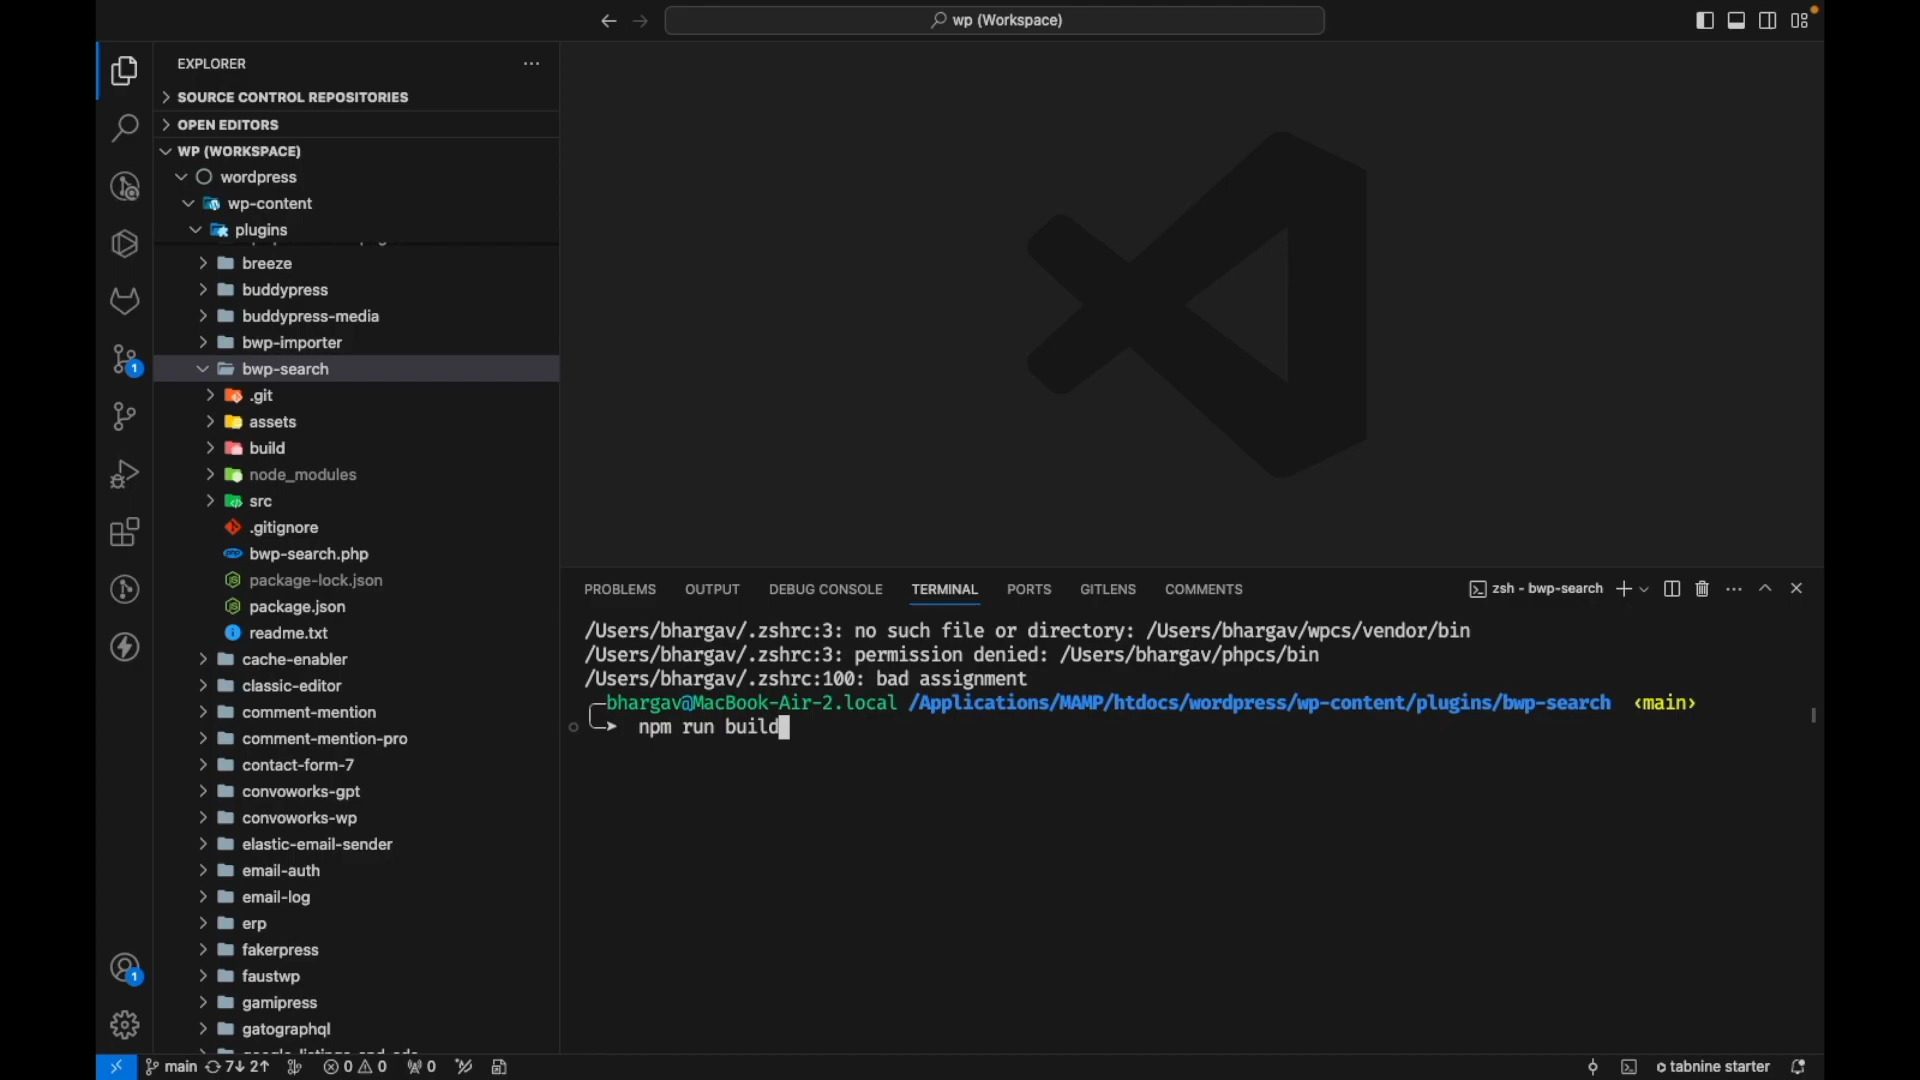 wp (Workspace)
EXPLORER
SOURCE CONTROL REPOSITORIES
OPEN EDITORS
WP (WORKSPACE)
wordpress
wp-content
plugins
breeze
buddypress
buddypress-media
bwp-importer
bwp-search
.git
assets
build
node_modules
src
.gitignore
bwp-search.php
package-lock.json
package.json
readme.txt
cache-enabler
classic-editor
comment-mention
comment-mention-pro
contact-form-7
convoworks-gpt
convoworks-wp
elastic-email-sender
email-auth
email-log
erp
fakerpress
faustwp
gamipress
gatographql
1
1
PROBLEMS OUTPUT DEBUG CONSOLE TERMINAL PORTS GITLENS COMMENTS zsh - bwp-search
/Users/bhargav/.zshrc:3: no such file or directory: /Users/bhargav/wpcs/vendor/bin
/Users/bhargav/.zshrc:3: permission denied: /Users/bhargav/phpcs/bin
/Users/bhargav/.zshrc:100: bad assignment
bhargav@MacBook-Air-2.local /Applications/MAMP/htdocs/wordpress/wp-content/plugins/bwp-search ‹main›
npm run build
main 7↓ 2↑ 0 0 0 tabnine starter